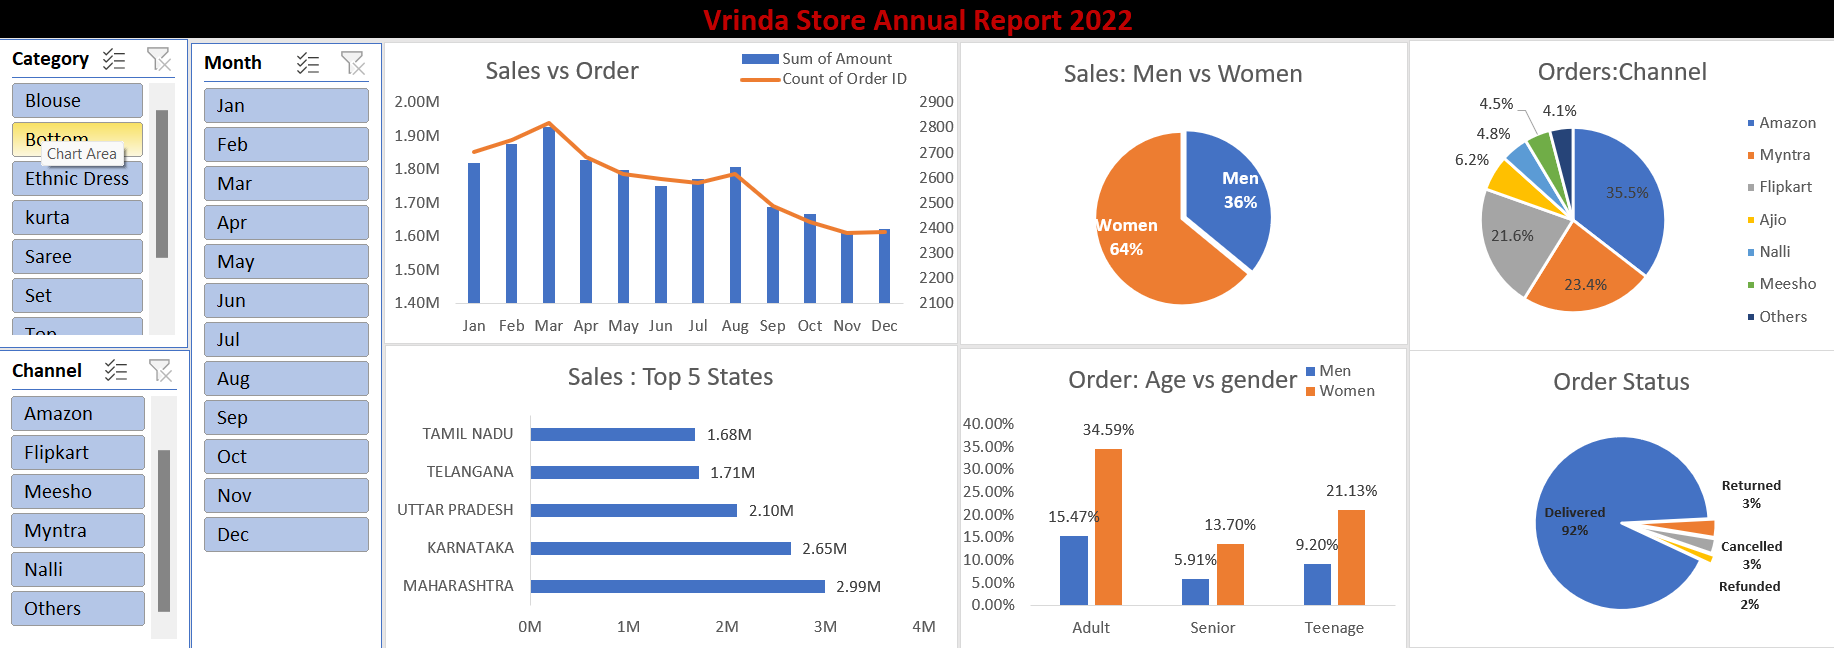 Vrinda Store Annual Report 2022
Category
Blouse
Bottom
Chart Area
Ethnic Dress
kurta
Saree
Set
Top
Channel
Amazon
Flipkart
Meesho
Myntra
Nalli
Others
Month
Jan
Feb
Mar
Apr
May
Jun
Jul
Aug
Sep
Oct
Nov
Dec
Sales vs Order
Sum of Amount
Count of Order ID
2.00M
1.90M
1.80M
1.70M
1.60M
1.50M
1.40M
2900
2800
2700
2600
2500
2400
2300
2200
2100
Jan Feb Mar Apr May Jun Jul Aug Sep Oct Nov Dec
Sales: Men vs Women
Men
36%
Women
64%
Orders:Channel
4.5%
4.1%
4.8%
6.2%
35.5%
21.6%
23.4%
Amazon
Myntra
Flipkart
Ajio
Nalli
Meesho
Others
Sales : Top 5 States
TAMIL NADU 1.68M
TELANGANA 1.71M
UTTAR PRADESH 2.10M
KARNATAKA 2.65M
MAHARASHTRA 2.99M
0M 1M 2M 3M 4M
Order: Age vs gender
Men
Women
40.00%
35.00%
30.00%
25.00%
20.00%
15.00%
10.00%
5.00%
0.00%
34.59%
15.47%
13.70%
5.91%
21.13%
9.20%
Adult Senior Teenage
Order Status
Returned
3%
Delivered
92%
Cancelled
3%
Refunded
2%